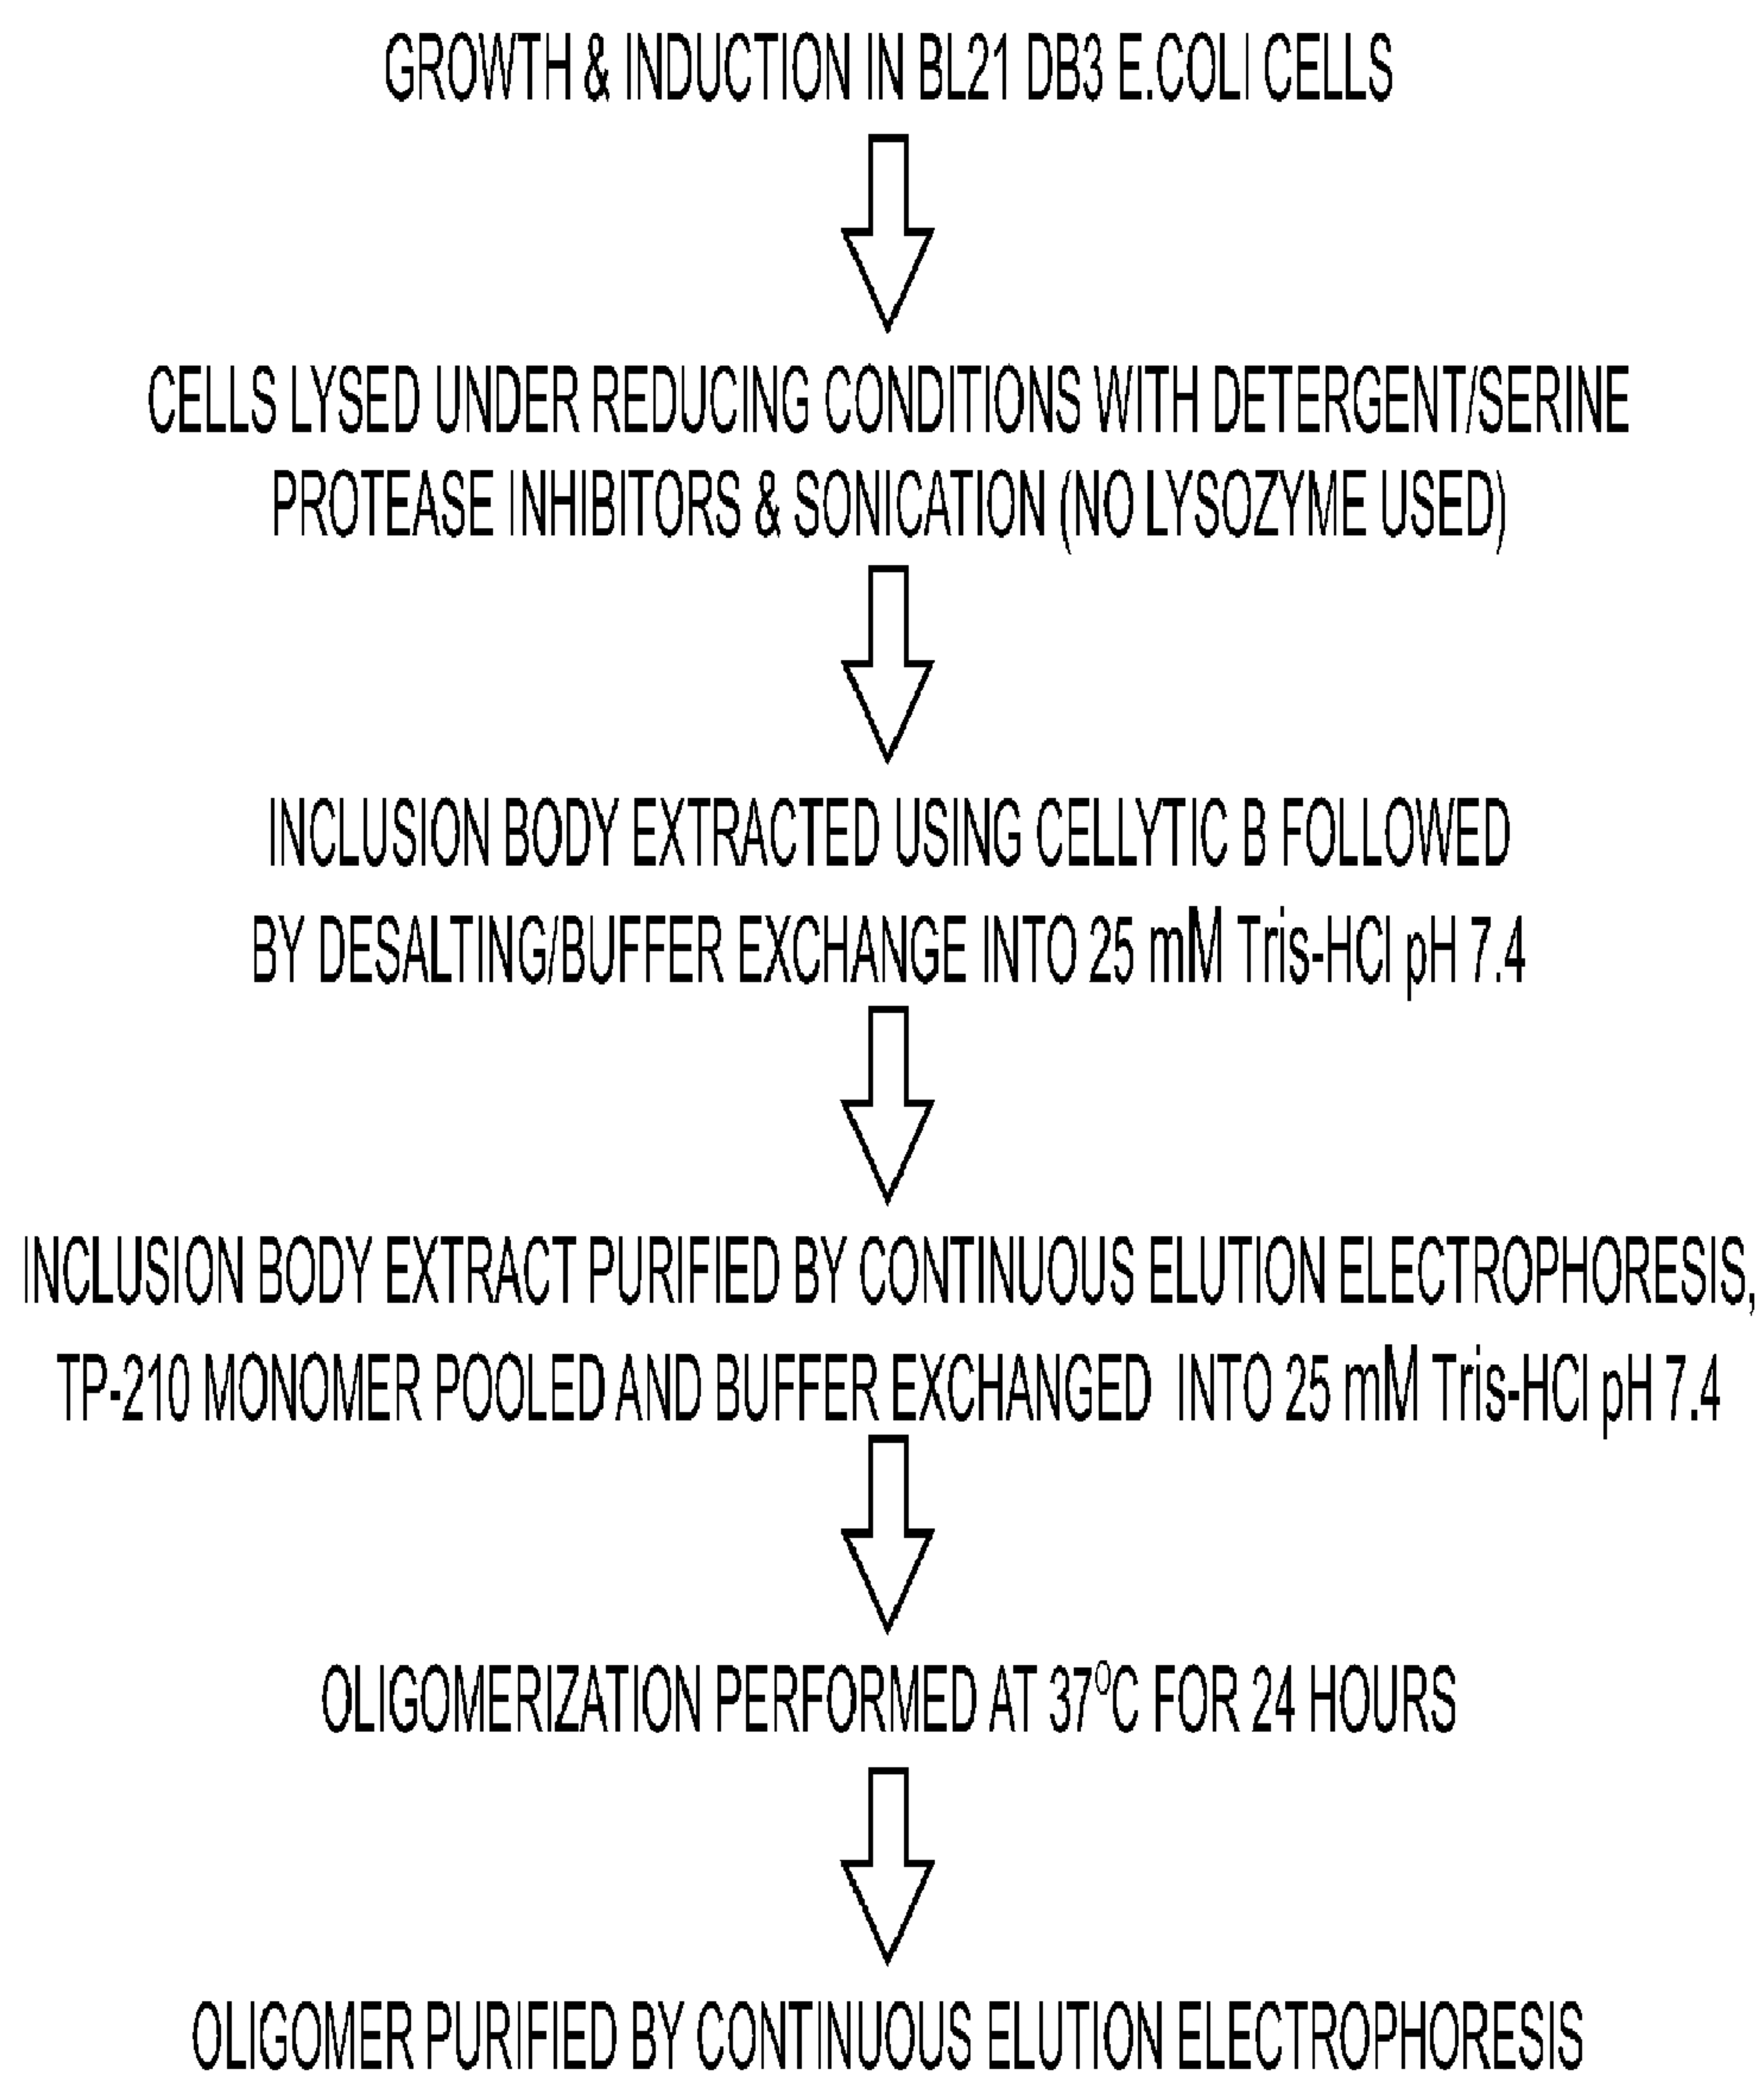 GROWTH & INDUCTION IN BL21 DB3 E.COLI CELLS
CELLS LYSED UNDER REDUCING CONDITIONS WITH DETERGENT/SERINE
PROTEASE INHIBITORS & SONICATION (NO LYSOZYME USED)
INCLUSION BODY EXTRACTED USING CELLYTIC B FOLLOWED
BY DESALTING/BUFFER EXCHANGE INTO 25 mM Tris-HCl pH 7.4
INCLUSION BODY EXTRACT PURIFIED BY CONTINUOUS ELUTION ELECTROPHORESIS,
TP-210 MONOMER POOLED AND BUFFER EXCHANGED INTO 25 mM Tris-HCl pH 7.4
OLIGOMERIZATION PERFORMED AT 37°C FOR 24 HOURS
OLIGOMER PURIFIED BY CONTINUOUS ELUTION ELECTROPHORESIS